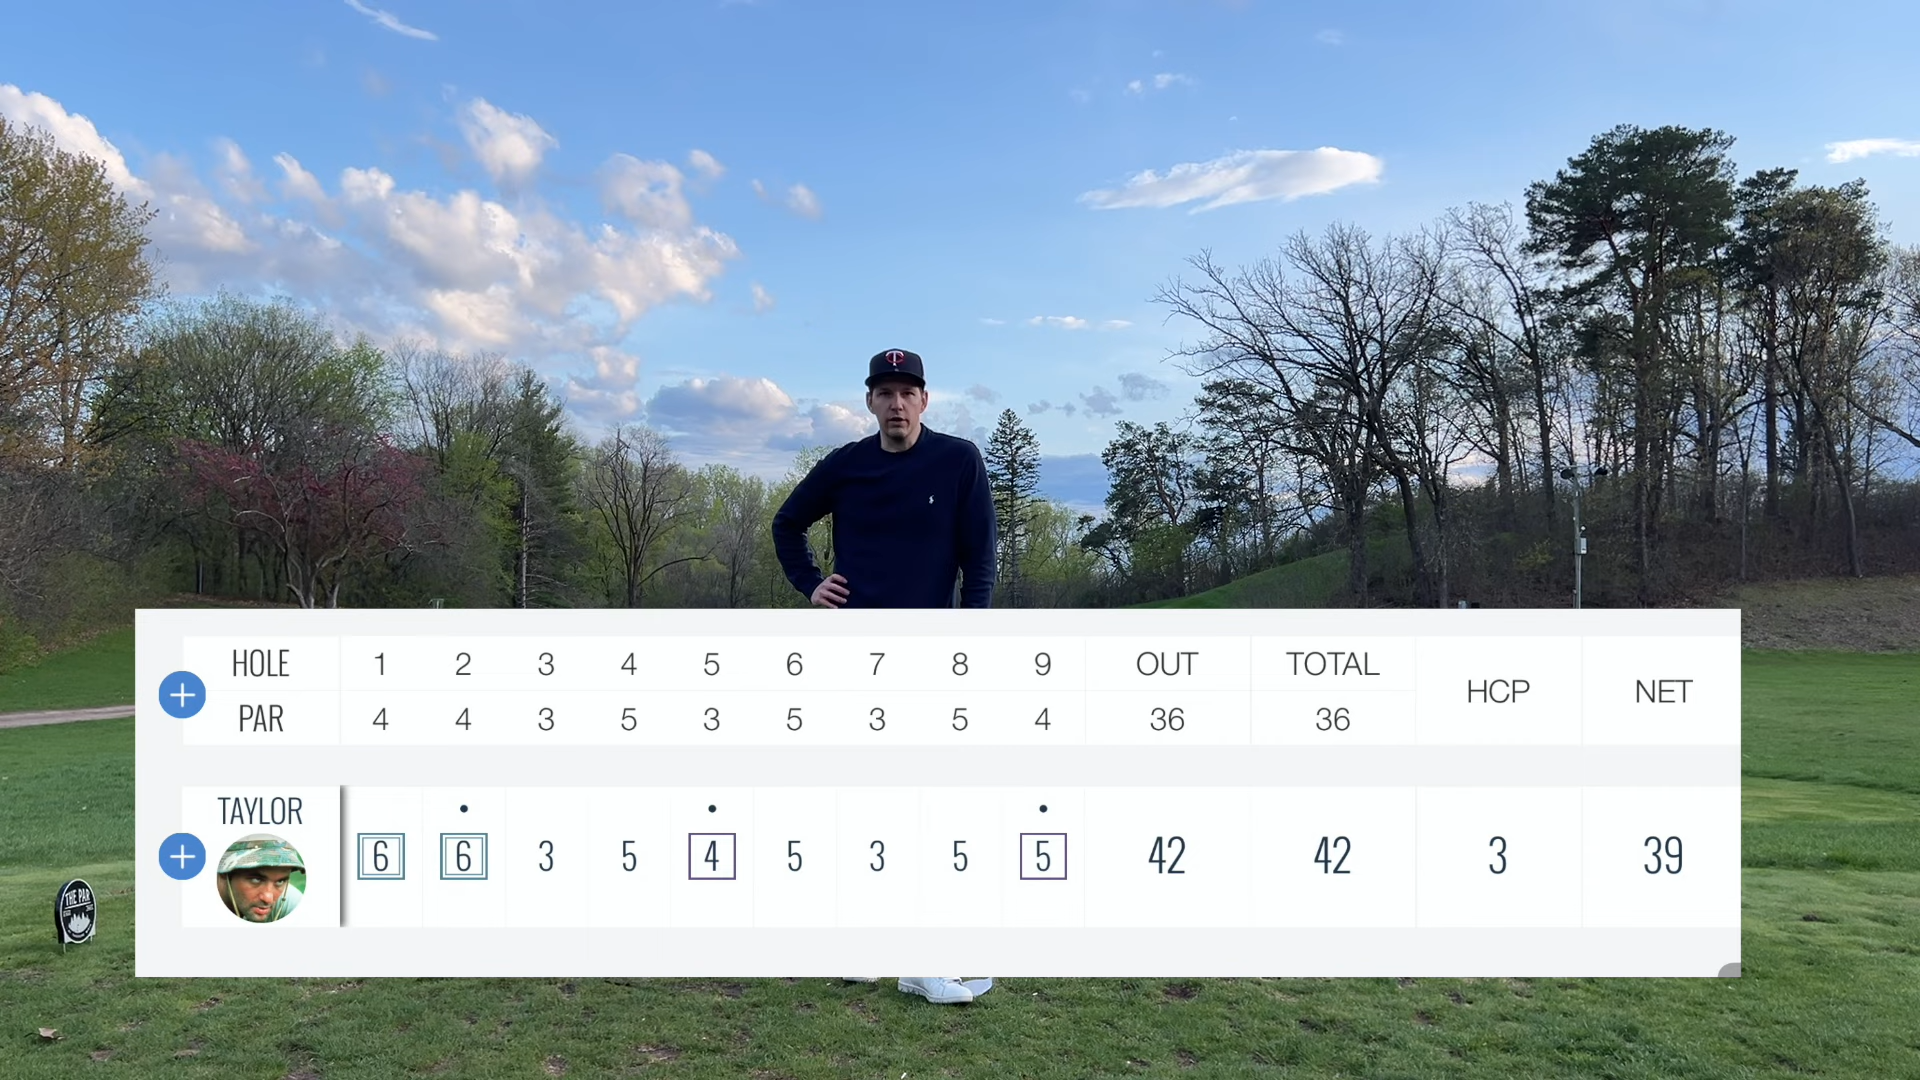 T
HOLE 1 2 3 4 5 6 7 8 9 OUT TOTAL HCP NET
PAR 4 4 3 5 3 5 3 5 4 36 36
TAYLOR
6 6 3 5 4 5 3 5 5 42 42 3 39
THE PAR